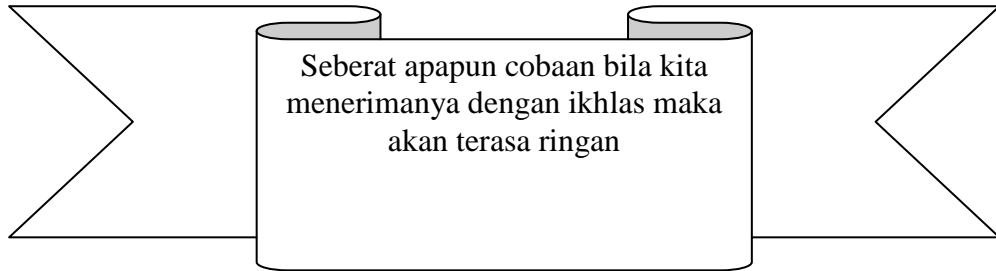 Seberat apapun cobaan bila kita
menerimanya dengan ikhlas maka
akan terasa ringan